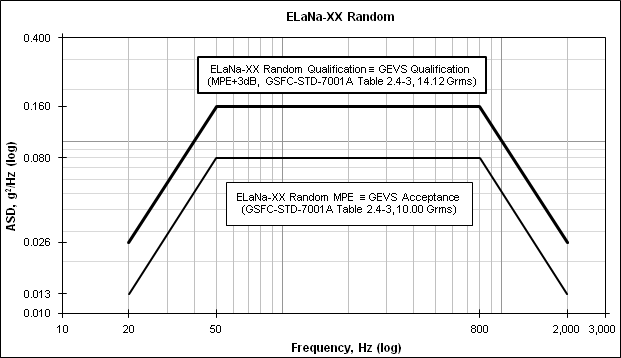 ELaNa-XX Random
0.400
0.160
0.080
0.026
0.013
0.010
ASD, g²/Hz (log)
ELaNa-XX Random Qualification ≡ GEVS Qualification
(MPE+3dB, GSFC-STD-7001A Table 2.4-3, 14.12 Grms)
ELaNa-XX Random MPE ≡ GEVS Acceptance
(GSFC-STD-7001A Table 2.4-3, 10.00 Grms)
10 20 50 800 2,000 3,000
Frequency, Hz (log)